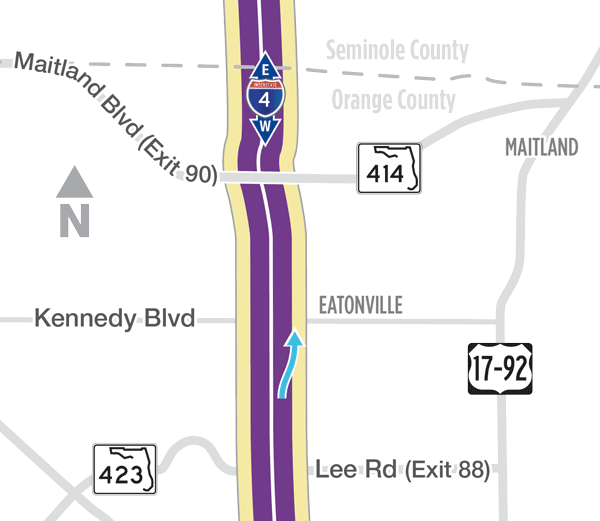 Seminole County
Maitland Blvd (Exit 90)
E
INTERSTATE
4
W
Orange County
MAITLAND
414
N
EATONVILLE
Kennedy Blvd
17-92
423
Lee Rd (Exit 88)